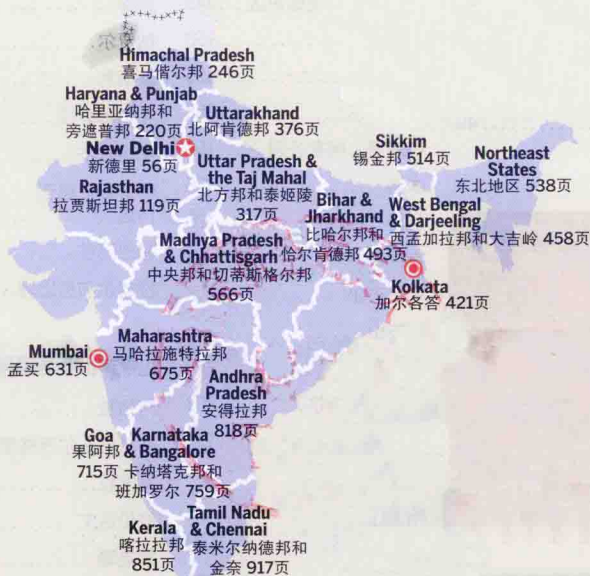 Himachal Pradesh
喜马偕尔邦 246页
Haryana & Punjab
哈里亚纳邦和
旁遮普邦 220页
Uttarakhand
北阿肯德邦 376页
New Delhi
新德里 56页
Sikkim
锡金邦 514页
Northeast
States
东北地区 538页
Rajasthan
拉贾斯坦邦 119页
Uttar Pradesh &
the Taj Mahal
北方邦和泰姬陵
317页
Bihar &
Jharkhand
比哈尔邦和
恰尔肯德邦 493页
West Bengal
& Darjeeling
西孟加拉邦和大吉岭 458页
Madhya Pradesh
& Chhattisgarh
中央邦和切蒂斯格尔邦
566页
Kolkata
加尔各答 421页
Mumbai
孟买 631页
Maharashtra
马哈拉施特拉邦
675页
Andhra
Pradesh
安得拉邦
818页
Goa
果阿邦
715页
Karnataka
& Bangalore
卡纳塔克邦和
班加罗尔 759页
Kerala
喀拉拉邦
851页
Tamil Nadu
& Chennai
泰米尔纳德邦和
金奈 917页